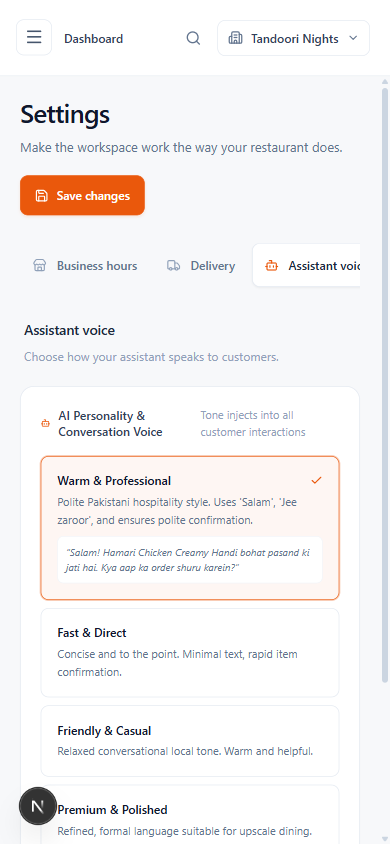 Dashboard
Tandoori Nights
Settings
Make the workspace work the way your restaurant does.
Save changes
Business hours
Delivery
Assistant voic
Assistant voice
Choose how your assistant speaks to customers.
AI Personality &
Conversation Voice
Tone injects into all
customer interactions
Warm & Professional
Polite Pakistani hospitality style. Uses 'Salam', 'Jee
zaroor', and ensures polite confirmation.
"Salam! Hamari Chicken Creamy Handi bohat pasand ki
jati hai. Kya aap ka order shuru karein?"
Fast & Direct
Concise and to the point. Minimal text, rapid item
confirmation.
Friendly & Casual
Relaxed conversational local tone. Warm and helpful.
N
Premium & Polished
Refined, formal language suitable for upscale dining.